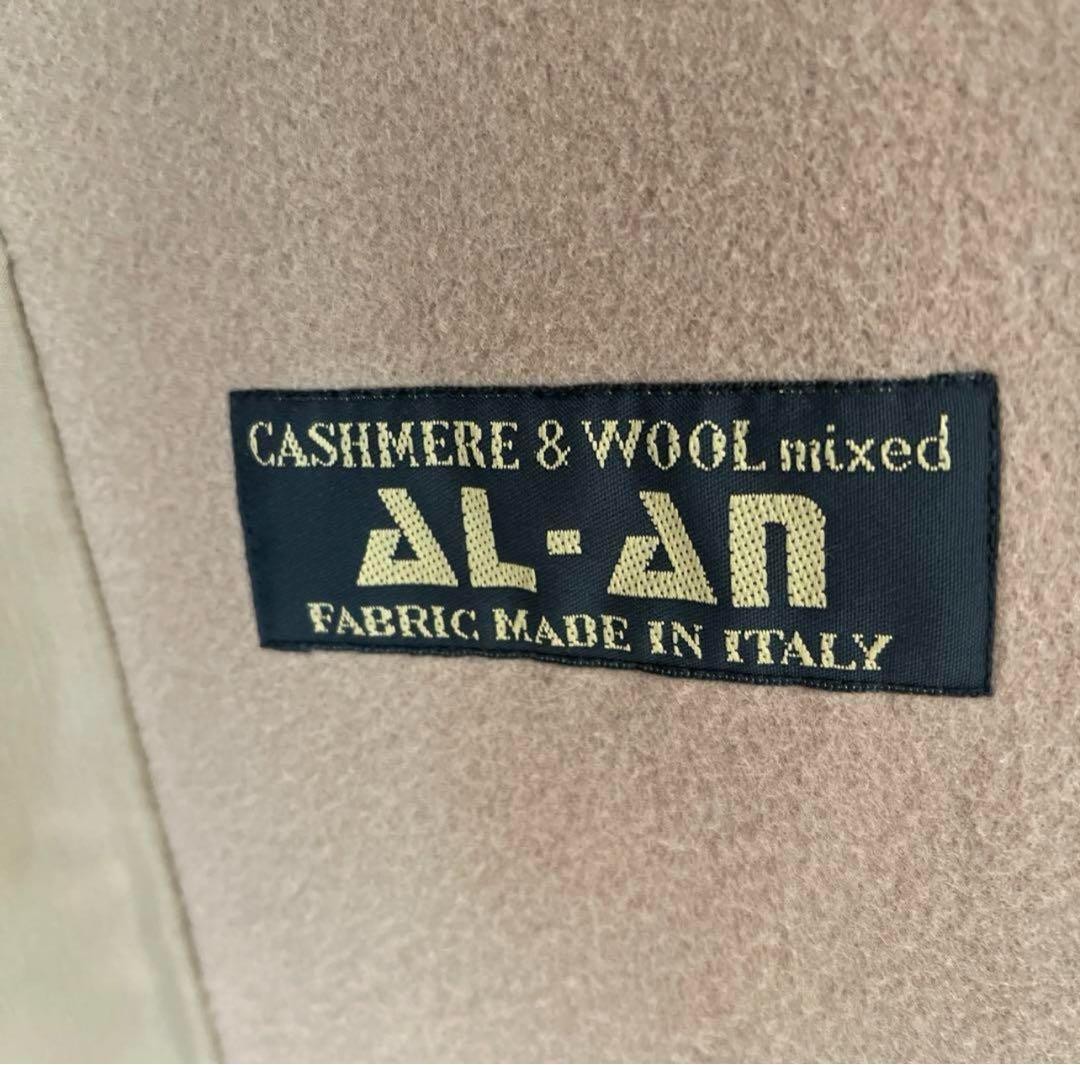 CASHMERE & WOOL mixed
AL-AN
FABRIC MADE IN ITALY